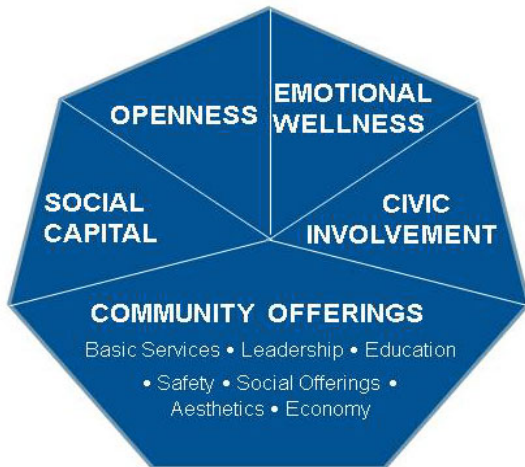 OPENNESS
EMOTIONAL
WELLNESS
SOCIAL
CAPITAL
CIVIC
INVOLVEMENT
COMMUNITY OFFERINGS
Basic Services • Leadership • Education
• Safety • Social Offerings •
Aesthetics • Economy